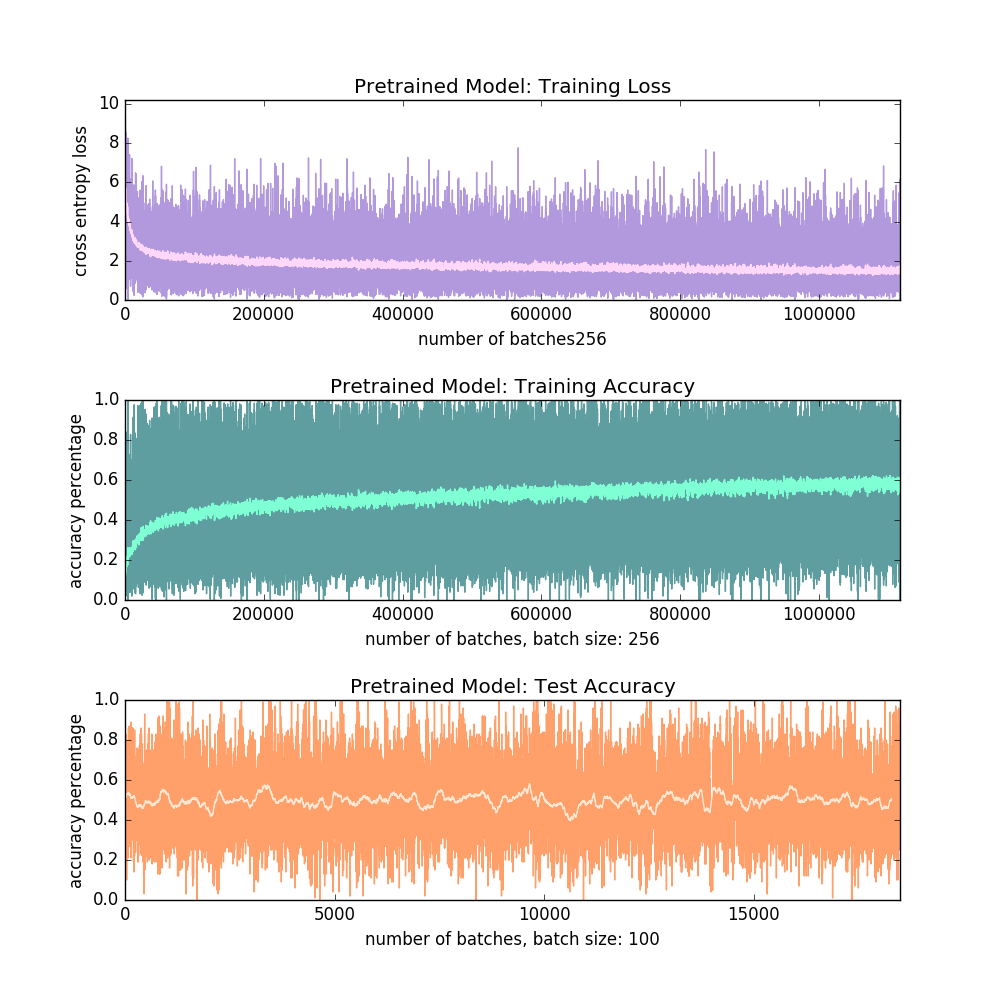 Pretrained Model: Training Loss
10
8
6
4
2
0
cross entropy loss
0 200000 400000 600000 800000 1000000
number of batches256
Pretrained Model: Training Accuracy
1.0
0.8
0.6
0.4
0.2
0.0
accuracy percentage
0 200000 400000 600000 800000 1000000
number of batches, batch size: 256
Pretrained Model: Test Accuracy
1.0
0.8
0.6
0.4
0.2
0.0
accuracy percentage
0 5000 10000 15000
number of batches, batch size: 100